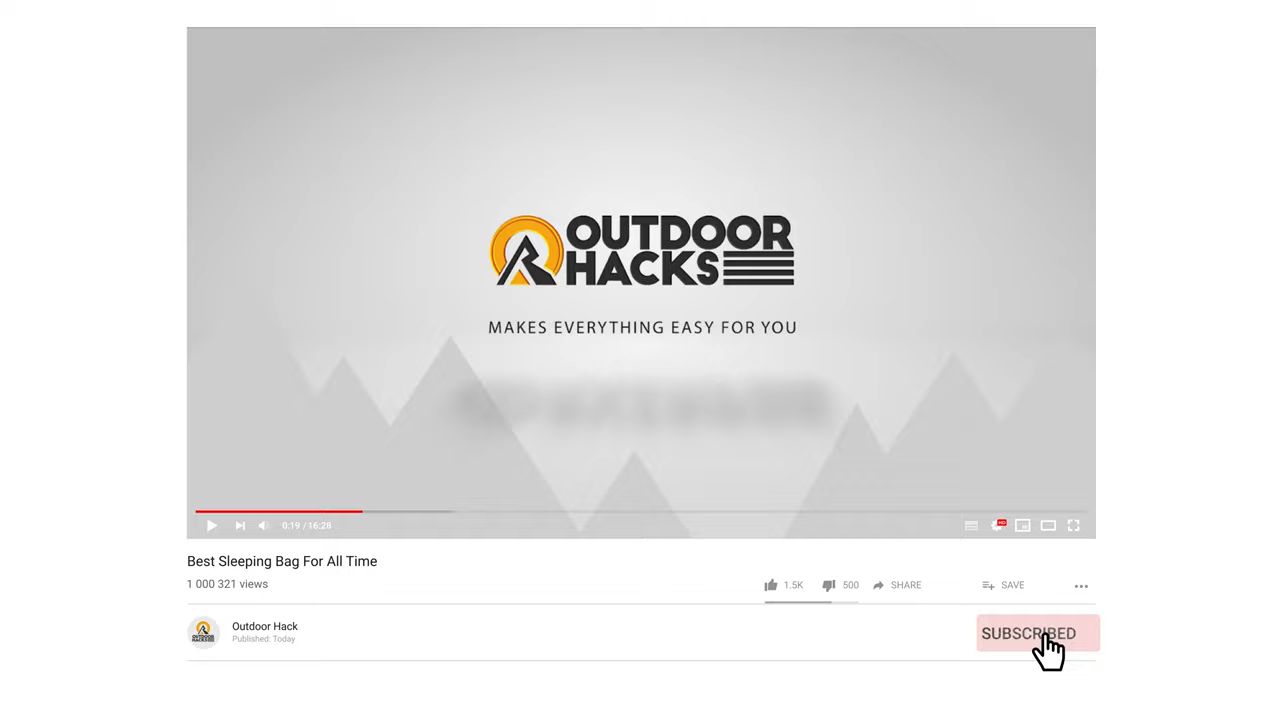 OUTDOOR
HACKS
MAKES EVERYTHING EASY FOR YOU
0:19 / 16:28
HD
Best Sleeping Bag For All Time
1 000 321 views
1.5K
500
SHARE
SAVE
Outdoor Hack
Published: Today
SUBSCRIBED